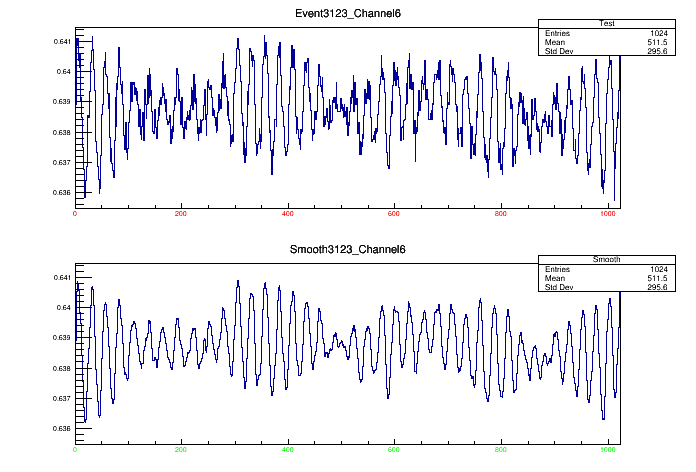 Event3123_Channel6
Test
Entries 1024
Mean 511.5
Std Dev 295.6
0.641
0.64
0.639
0.638
0.637
0.636
0 200 400 600 800 1000
Smooth3123_Channel6
Smooth
Entries 1024
Mean 511.5
Std Dev 295.6
0.641
0.64
0.639
0.638
0.637
0.636
0 200 400 600 800 1000